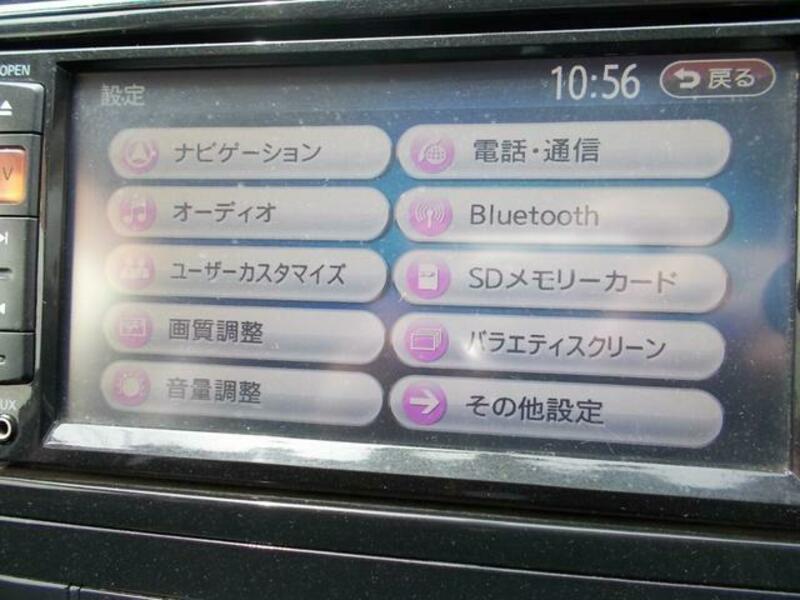 OPEN
設定
10:56
戻る
ナビゲーション
電話・通信
オーディオ
Bluetooth
ユーザーカスタマイズ
SDメモリーカード
画質調整
バラエティスクリーン
音量調整
その他設定
UX